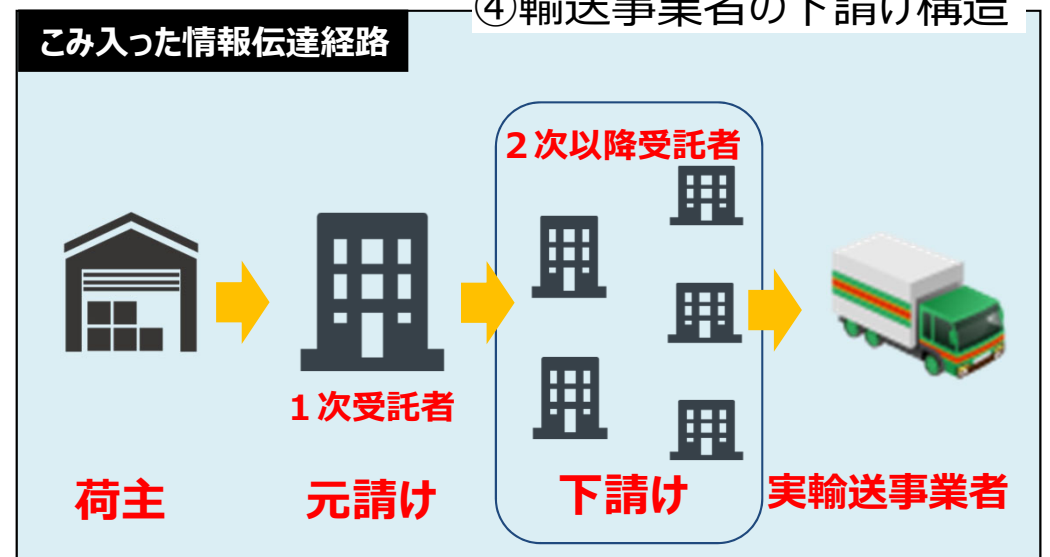 ④輸送事業者の下請け構造
こみ入った情報伝達経路
２次以降受託者
１次受託者
荷主
元請け
下請け
実輸送事業者